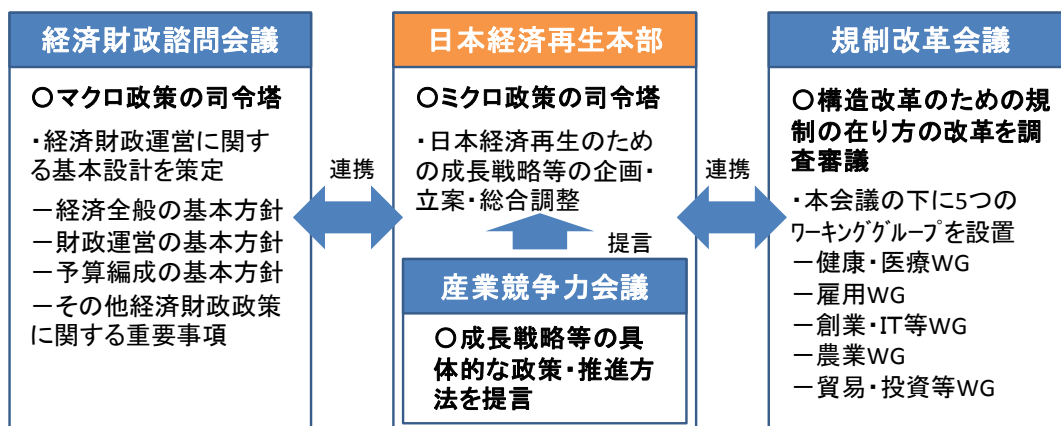 経済財政諮問会議
○マクロ政策の司令塔
・経済財政運営に関す
る基本設計を策定
－経済全般の基本方針
－財政運営の基本方針
－予算編成の基本方針
－その他経済財政政策
に関する重要事項
連携
日本経済再生本部
○ミクロ政策の司令塔
・日本経済再生のため
の成長戦略等の企画・
立案・総合調整
提言
産業競争力会議
○成長戦略等の具
体的な政策・推進方
法を提言
連携
規制改革会議
○構造改革のための規
制の在り方の改革を調
査審議
・本会議の下に5つの
ワーキンググループを設置
－健康・医療WG
－雇用WG
－創業・IT等WG
－農業WG
－貿易・投資等WG